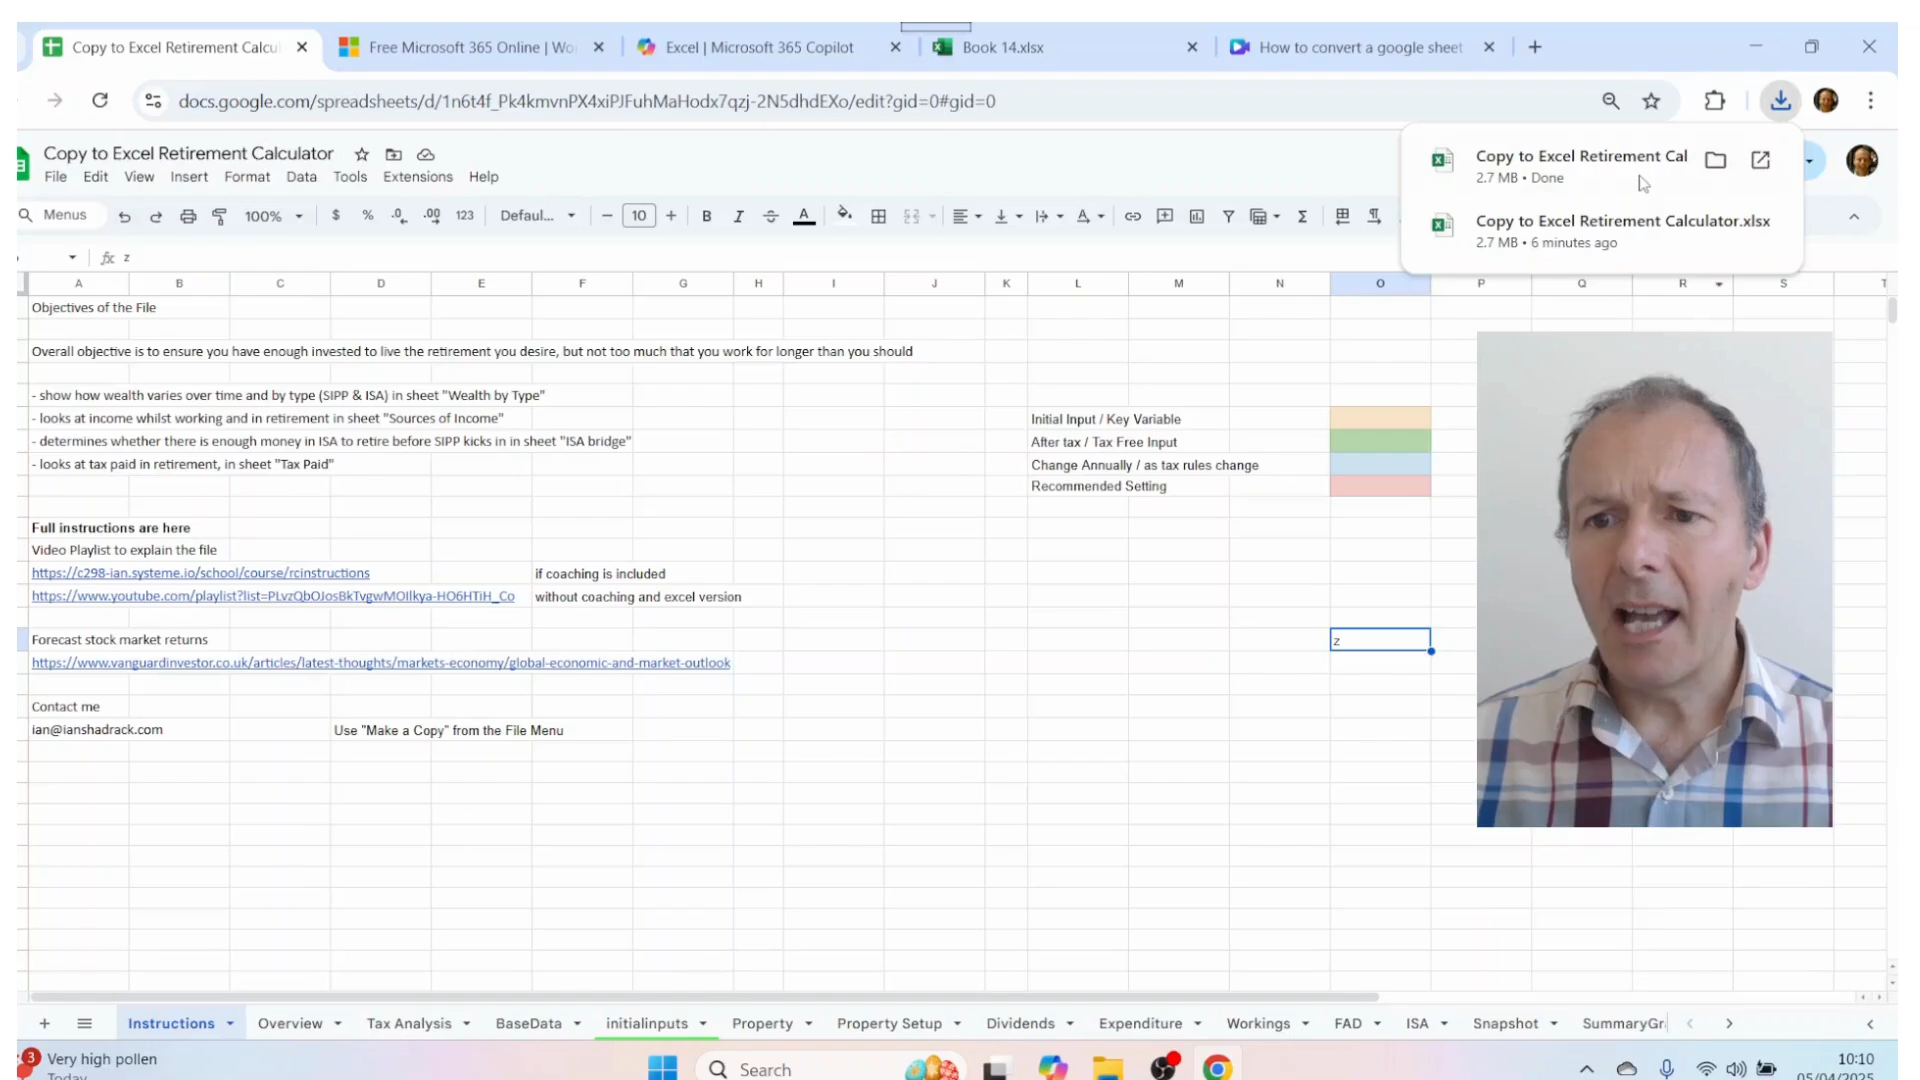 Copy to Excel Retirement Calcu
Free Microsoft 365 Online | Wo
Excel | Microsoft 365 Copilot
Book 14.xlsx
How to convert a google sheet
docs.google.com/spreadsheets/d/1n6t4f_Pk4kmvnPX4xiPJFuhMaHodx7qzj-2N5dhdEXo/edit?gid=0#gid=0
Copy to Excel Retirement Calculator
File Edit View Insert Format Data Tools Extensions Help
Copy to Excel Retirement Cal
2.7 MB • Done
Copy to Excel Retirement Calculator.xlsx
2.7 MB • 6 minutes ago
Menus 100% $ % .0 .00 123 Defaul... 10 B I A Σ
fx z
A B C D E F G H I J K L M N O P Q R S T
Objectives of the File
Overall objective is to ensure you have enough invested to live the retirement you desire, but not too much that you work for longer than you should
- show how wealth varies over time and by type (SIPP & ISA) in sheet "Wealth by Type"
- looks at income whilst working and in retirement in sheet "Sources of Income"
Initial Input / Key Variable
- determines whether there is enough money in ISA to retire before SIPP kicks in in sheet "ISA bridge"
After tax / Tax Free Input
- looks at tax paid in retirement, in sheet "Tax Paid"
Change Annually / as tax rules change
Recommended Setting
Full instructions are here
Video Playlist to explain the file
https://c298-ian.systeme.io/school/course/rcinstructions
if coaching is included
https://www.youtube.com/playlist?list=PLvzQbOJosBkTvgwMOIlkya-HO6HTiH_Co
without coaching and excel version
Forecast stock market returns
z
https://www.vanguardinvestor.co.uk/articles/latest-thoughts/markets-economy/global-economic-and-market-outlook
Contact me
ian@ianshadrack.com
Use "Make a Copy" from the File Menu
Instructions Overview Tax Analysis BaseData initialinputs Property Property Setup Dividends Expenditure Workings FAD ISA Snapshot SummaryGr
3
Very high pollen
Today
Search
10:10
05/04/2025